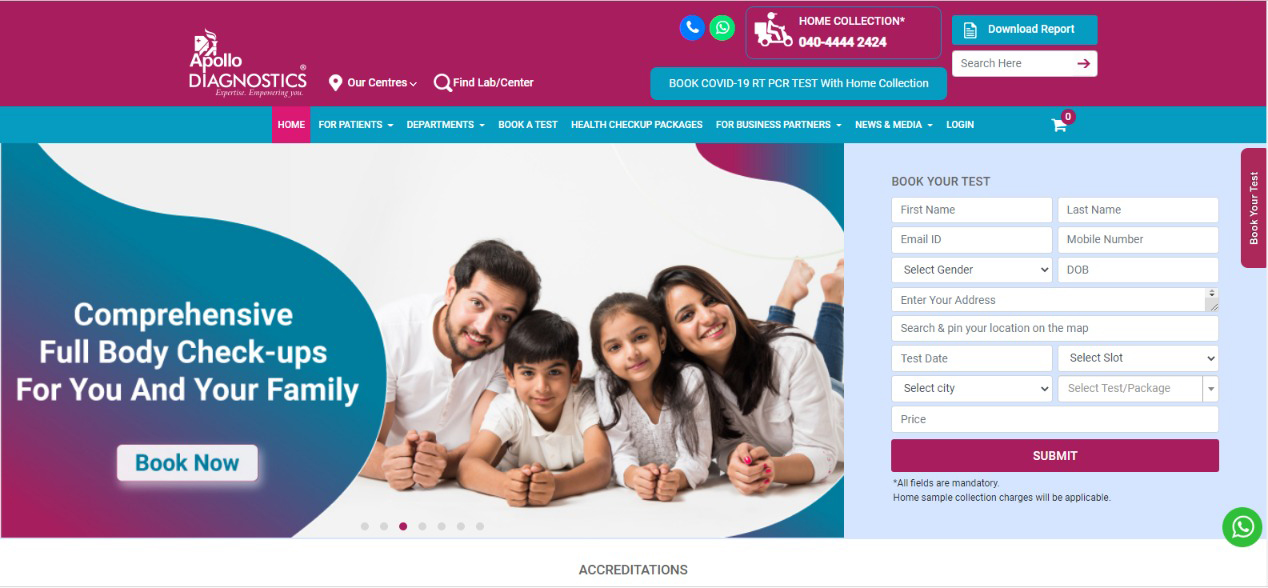 HOME COLLECTION*
040-4444 2424
Download Report
Apollo
DIAGNOSTICS®
Expertise. Empowering you.
Our Centres
Find Lab/Center
Search Here
BOOK COVID-19 RT PCR TEST With Home Collection
HOME FOR PATIENTS DEPARTMENTS BOOK A TEST HEALTH CHECKUP PACKAGES FOR BUSINESS PARTNERS NEWS & MEDIA LOGIN 0
Comprehensive
Full Body Check-ups
For You And Your Family
Book Now
BOOK YOUR TEST
First Name Last Name
Email ID Mobile Number
Select Gender DOB
Enter Your Address
Search & pin your location on the map
Test Date Select Slot
Select city Select Test/Package
Price
SUBMIT
*All fields are mandatory.
Home sample collection charges will be applicable.
Book Your Test
ACCREDITATIONS